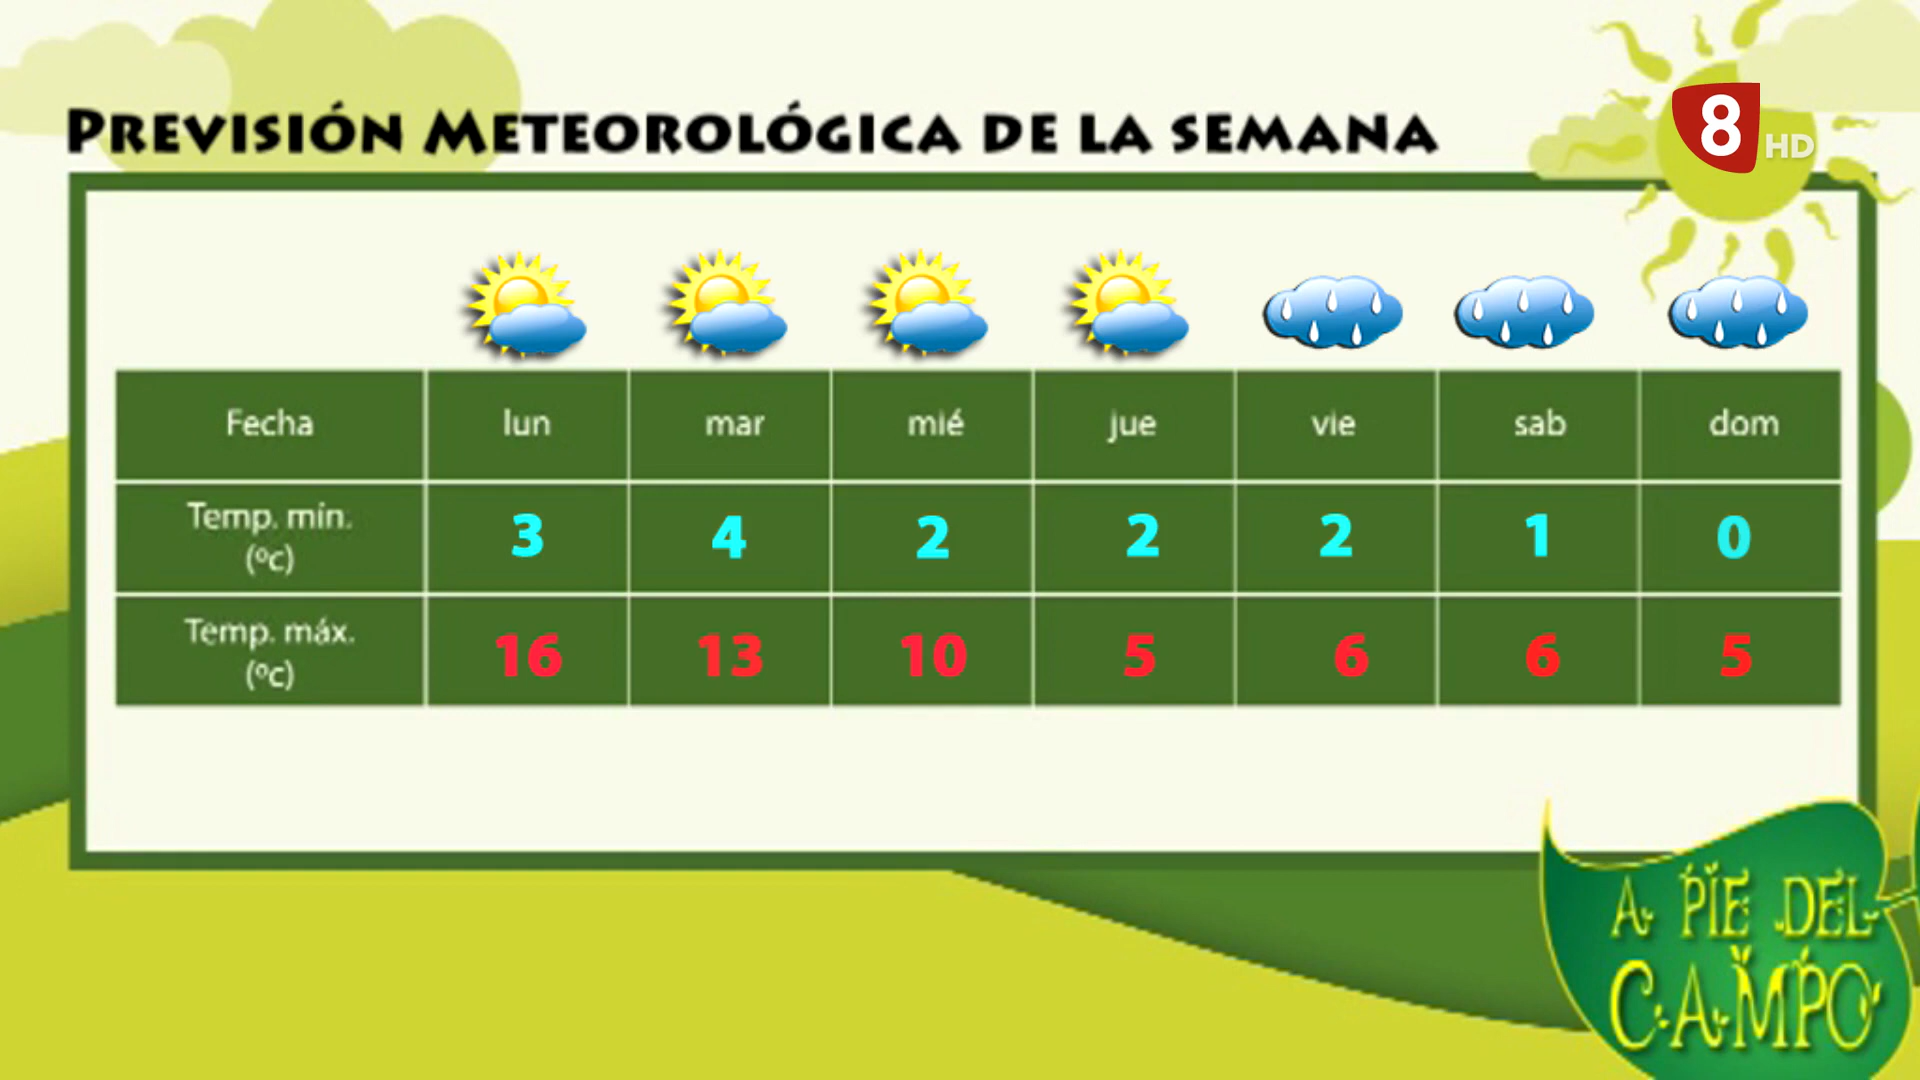 Previsión Meteorológica de la semana
8 HD
Fecha lun mar mié jue vie sab dom
Temp. mín. (ºc) 3 4 2 2 2 1 0
Temp. máx. (ºc) 16 13 10 5 6 6 5
A PIE DEL
CAMPO